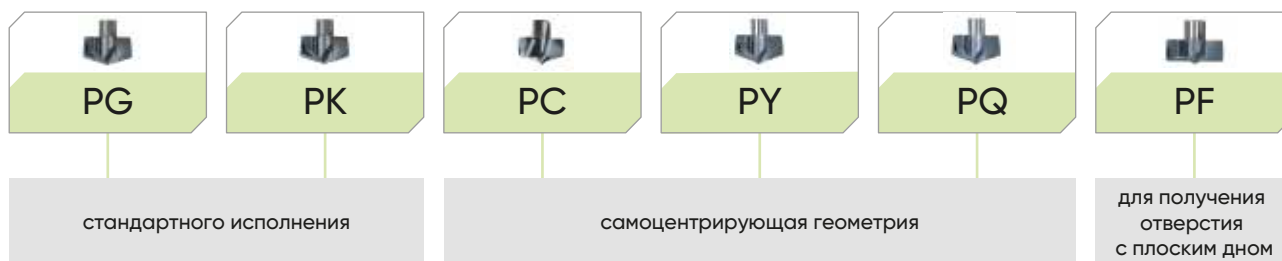 PG
PK
PC
PY
PQ
PF
стандартного исполнения
самоцентрирующая геометрия
для получения
отверстия
с плоским дном